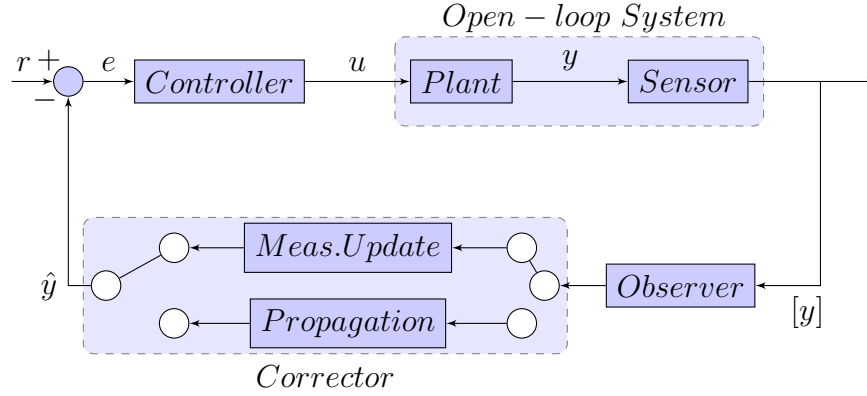 Open − loop System
r + e Controller u Plant y Sensor
−
Meas.Update
ŷ Observer
[y]
Propagation
Corrector